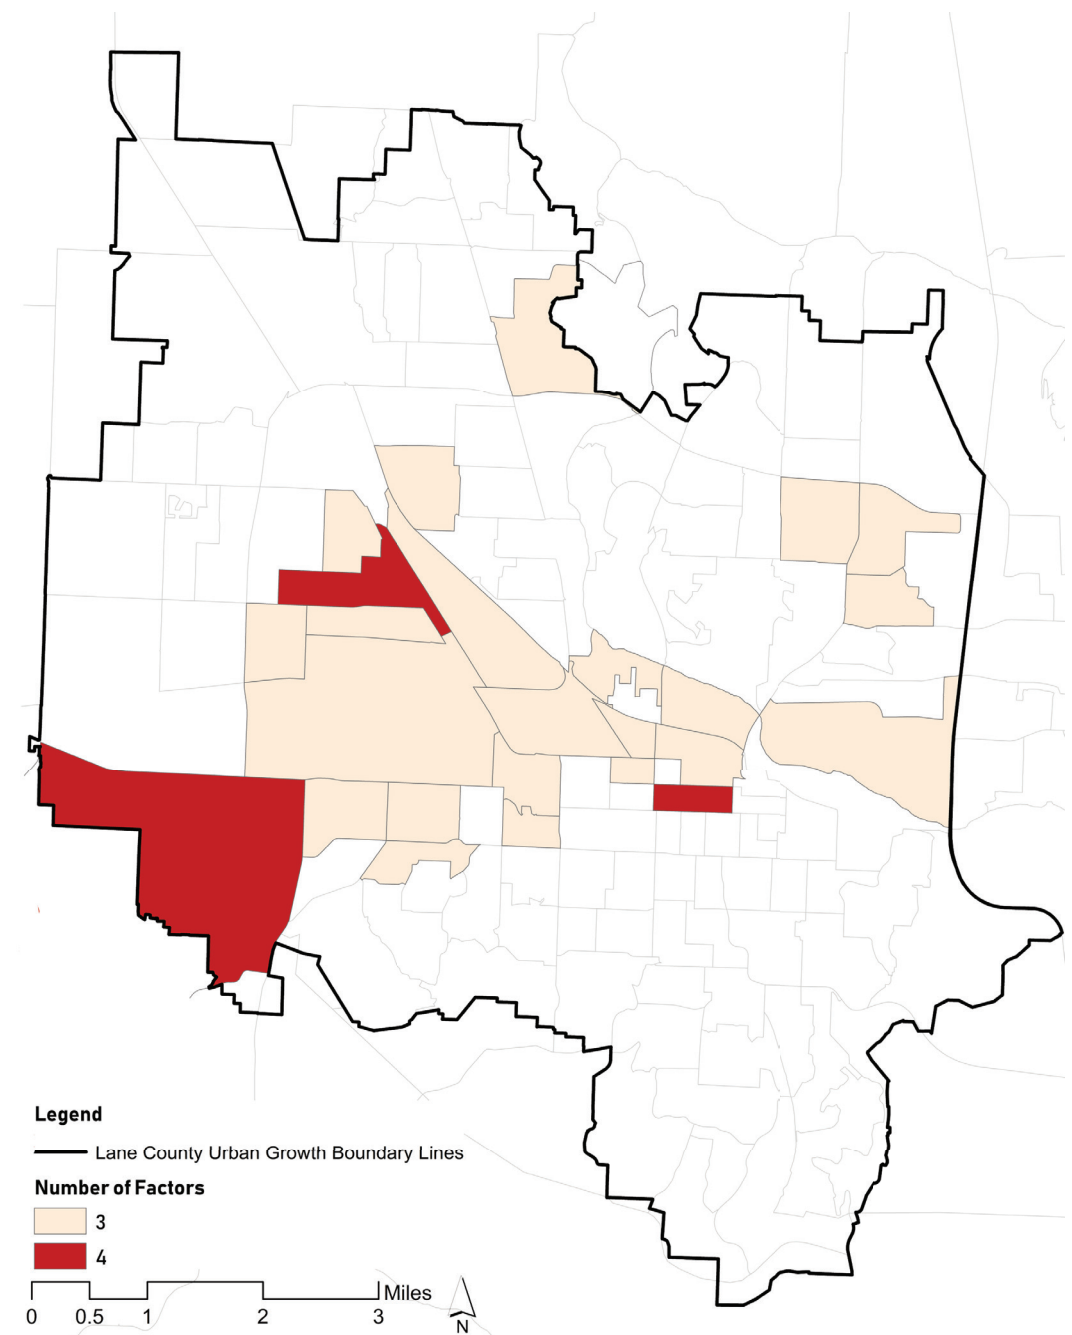 Legend
Lane County Urban Growth Boundary Lines
Number of Factors
3
4
Miles
0 0.5 1 2 3
N